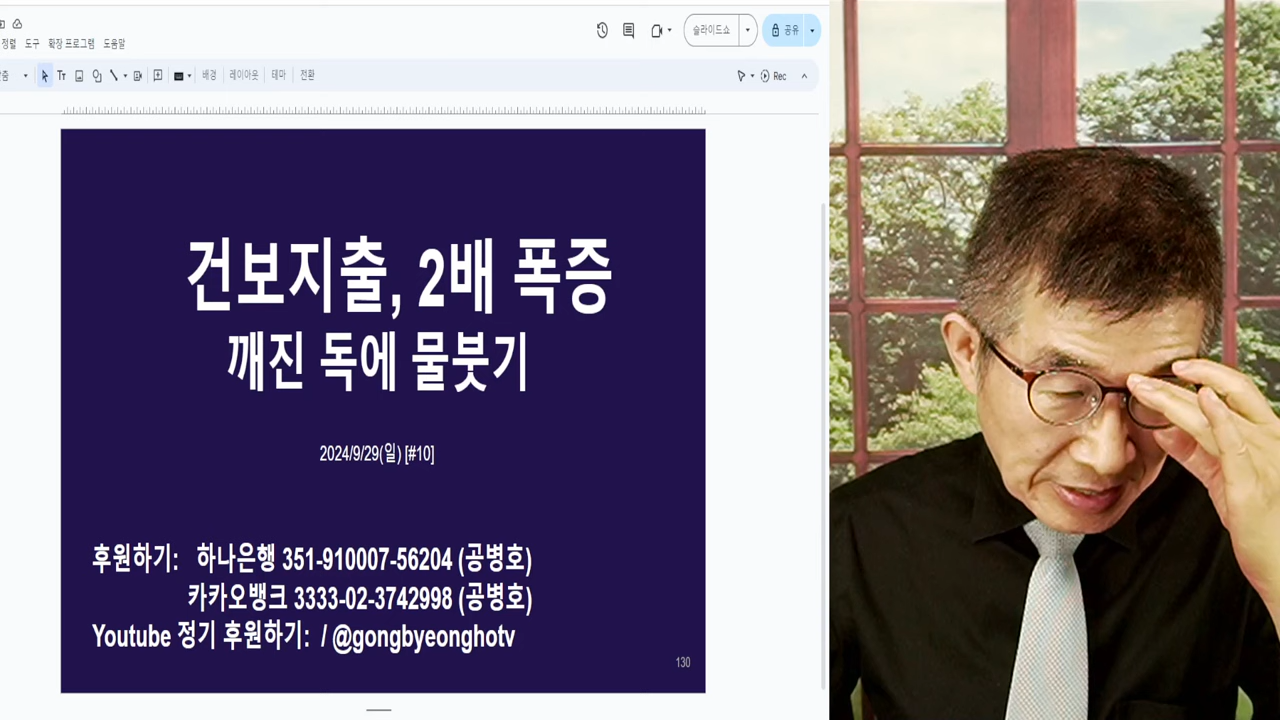 정렬 도구 확장 프로그램 도움말
슬라이드쇼
공유
배경 레이아웃 테마 전환
Rec
건보지출, 2배 폭증
깨진 독에 물붓기
2024/9/29(일) [#10]
후원하기: 하나은행 351-910007-56204 (공병호)
카카오뱅크 3333-02-3742998 (공병호)
Youtube 정기 후원하기: / @gongbyeonghotv
130